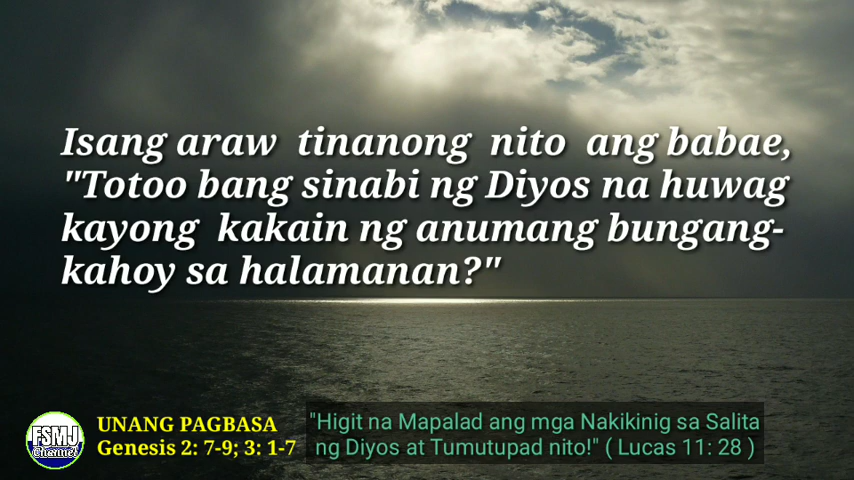 Isang araw tinanong nito ang babae,
"Totoo bang sinabi ng Diyos na huwag
kayong kakain ng anumang bungang-
kahoy sa halamanan?"
FSMJ
Channel
UNANG PAGBASA
Genesis 2: 7-9; 3: 1-7
"Higit na Mapalad ang mga Nakikinig sa Salita
ng Diyos at Tumutupad nito!" ( Lucas 11: 28 )